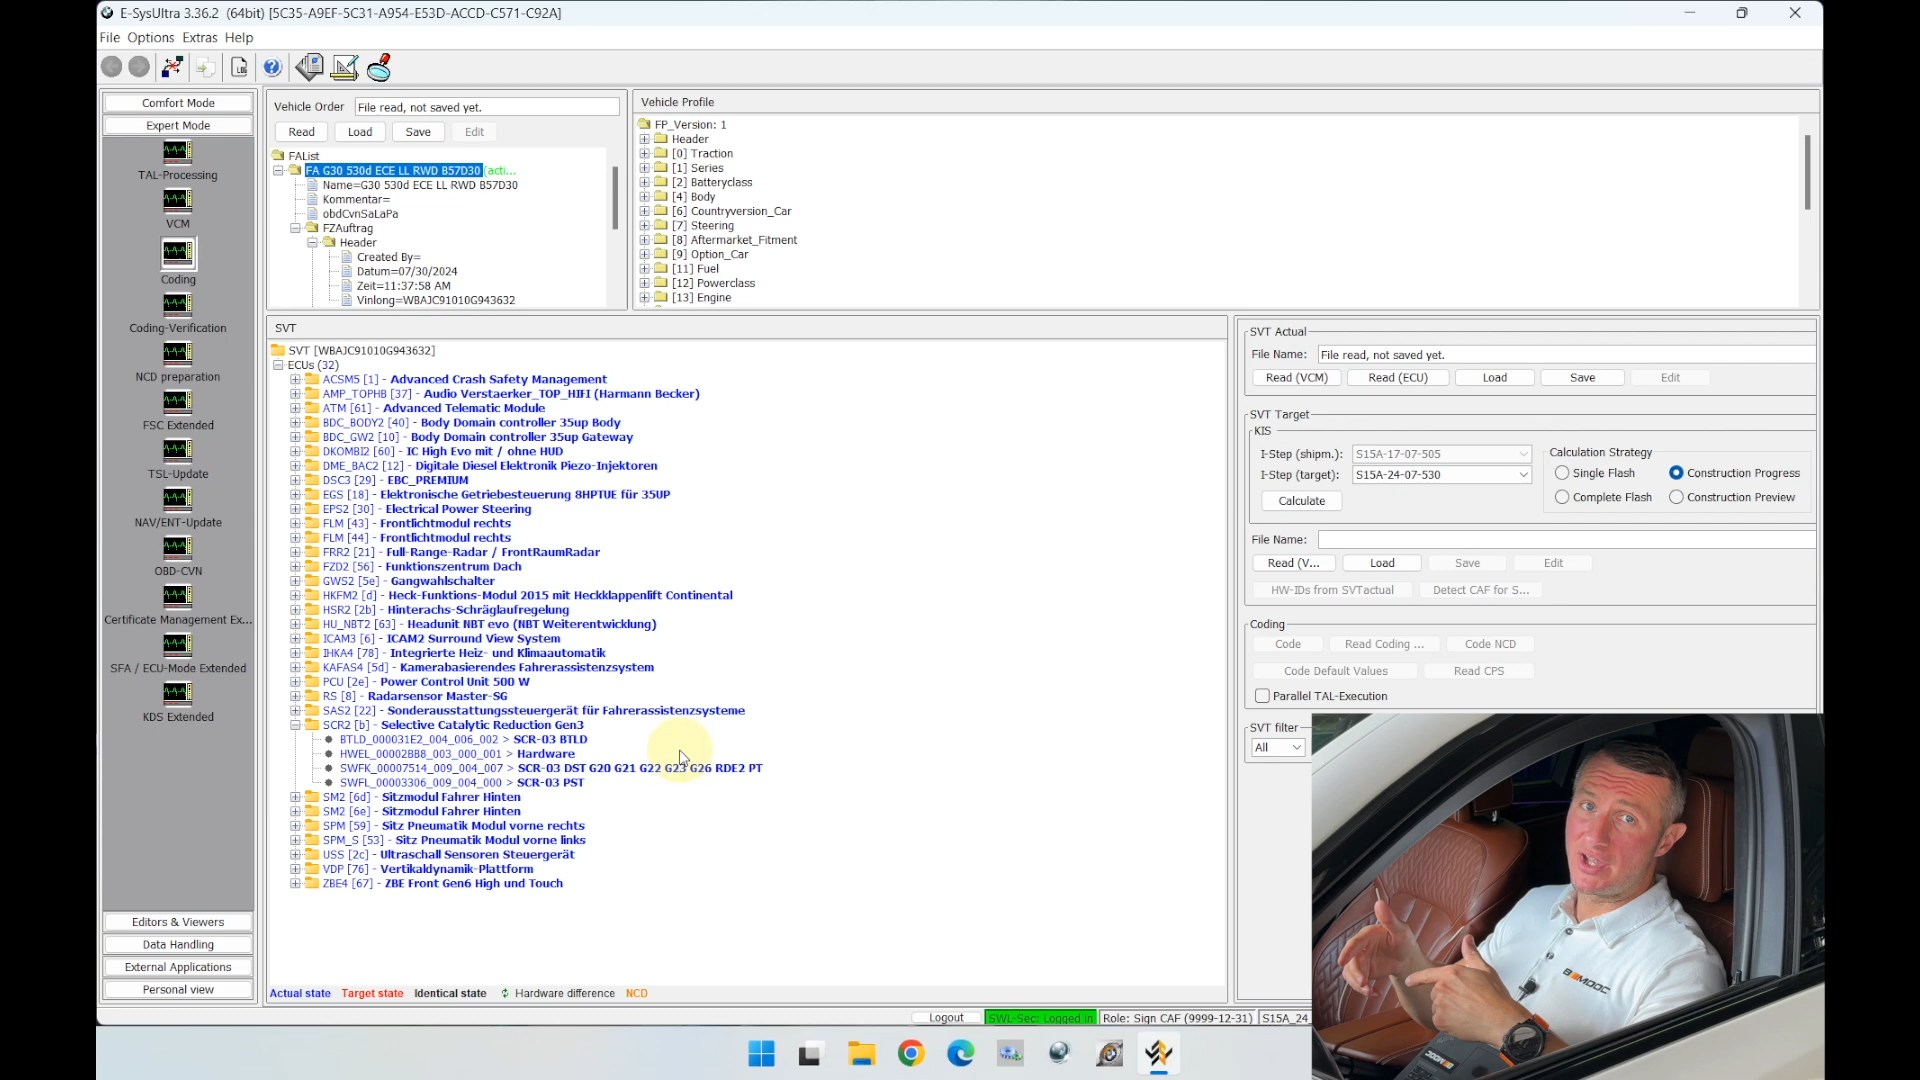 E-SysUltra 3.36.2 (64bit) [5C35-A9EF-5C31-A954-E53D-ACCD-C571-C92A]
File Options Extras Help
LOG
Comfort Mode
Expert Mode
TAL-Processing
VCM
Coding
Coding-Verification
NCD preparation
FSC Extended
TSL-Update
NAV/ENT-Update
OBD-CVN
Certificate Management Ex...
SFA / ECU-Mode Extended
KDS Extended
Editors & Viewers
Data Handling
External Applications
Personal view
Vehicle Order File read, not saved yet.
Read Load Save Edit
FAList
FA G30 530d ECE LL RWD B57D30 (acti...
Name=G30 530d ECE LL RWD B57D30
Kommentar=
obdCvnSaLaPa
FZAuftrag
Header
Created By=
Datum=07/30/2024
Zeit=11:37:58 AM
Vinlong=WBAJC91010G943632
Vehicle Profile
FP_Version: 1
Header
[0] Traction
[1] Series
[2] Batteryclass
[4] Body
[6] Countryversion_Car
[7] Steering
[8] Aftermarket_Fitment
[9] Option_Car
[11] Fuel
[12] Powerclass
[13] Engine
SVT
SVT [WBAJC91010G943632]
ECUs (32)
ACSM5 [1] - Advanced Crash Safety Management
AMP_TOPHB [37] - Audio Verstaerker_TOP_HIFI (Harmann Becker)
ATM [61] - Advanced Telematic Module
BDC_BODY2 [40] - Body Domain controller 35up Body
BDC_GW2 [10] - Body Domain controller 35up Gateway
DKOMBI2 [60] - IC High Evo mit / ohne HUD
DME_BAC2 [12] - Digitale Diesel Elektronik Piezo-Injektoren
DSC3 [29] - EBC_PREMIUM
EGS [18] - Elektronische Getriebesteuerung 8HPTUE für 35UP
EPS2 [30] - Electrical Power Steering
FLM [43] - Frontlichtmodul rechts
FLM [44] - Frontlichtmodul rechts
FRR2 [21] - Full-Range-Radar / FrontRaumRadar
FZD2 [56] - Funktionszentrum Dach
GWS2 [5e] - Gangwahlschalter
HKFM2 [d] - Heck-Funktions-Modul 2015 mit Heckklappenlift Continental
HSR2 [2b] - Hinterachs-Schräglaufregelung
HU_NBT2 [63] - Headunit NBT evo (NBT Weiterentwicklung)
ICAM3 [6] - ICAM2 Surround View System
IHKA4 [78] - Integrierte Heiz- und Klimaautomatik
KAFAS4 [5d] - Kamerabasierendes Fahrerassistenzsystem
PCU [2e] - Power Control Unit 500 W
RS [8] - Radarsensor Master-SG
SAS2 [22] - Sonderausstattungssteuergerät für Fahrerassistenzsysteme
SCR2 [b] - Selective Catalytic Reduction Gen3
BTLD_000031E2_004_006_002 > SCR-03 BTLD
HWEL_00002BB8_003_000_001 > Hardware
SWFK_00007514_009_004_007 > SCR-03 DST G20 G21 G22 G23 G26 RDE2 PT
SWFL_00003306_009_004_000 > SCR-03 PST
SM2 [6d] - Sitzmodul Fahrer Hinten
SM2 [6e] - Sitzmodul Fahrer Hinten
SPM [59] - Sitz Pneumatik Modul vorne rechts
SPM_S [53] - Sitz Pneumatik Modul vorne links
USS [2c] - Ultraschall Sensoren Steuergerät
VDP [76] - Vertikaldynamik-Plattform
ZBE4 [67] - ZBE Front Gen6 High und Touch
Actual state Target state Identical state Hardware difference NCD
SVT Actual
File Name: File read, not saved yet.
Read (VCM) Read (ECU) Load Save Edit
SVT Target
KIS
I-Step (shipm.): S15A-17-07-505
I-Step (target): S15A-24-07-530
Calculate
Calculation Strategy
Single Flash Construction Progress
Complete Flash Construction Preview
File Name:
Read (V... Load Save Edit
HW-IDs from SVTactual Detect CAF for S...
Coding
Code Read Coding ... Code NCD
Code Default Values Read CPS
Parallel TAL-Execution
SVT filter
All
Logout SWL-Sec: Logged in Role: Sign CAF (9999-12-31) S15A_24